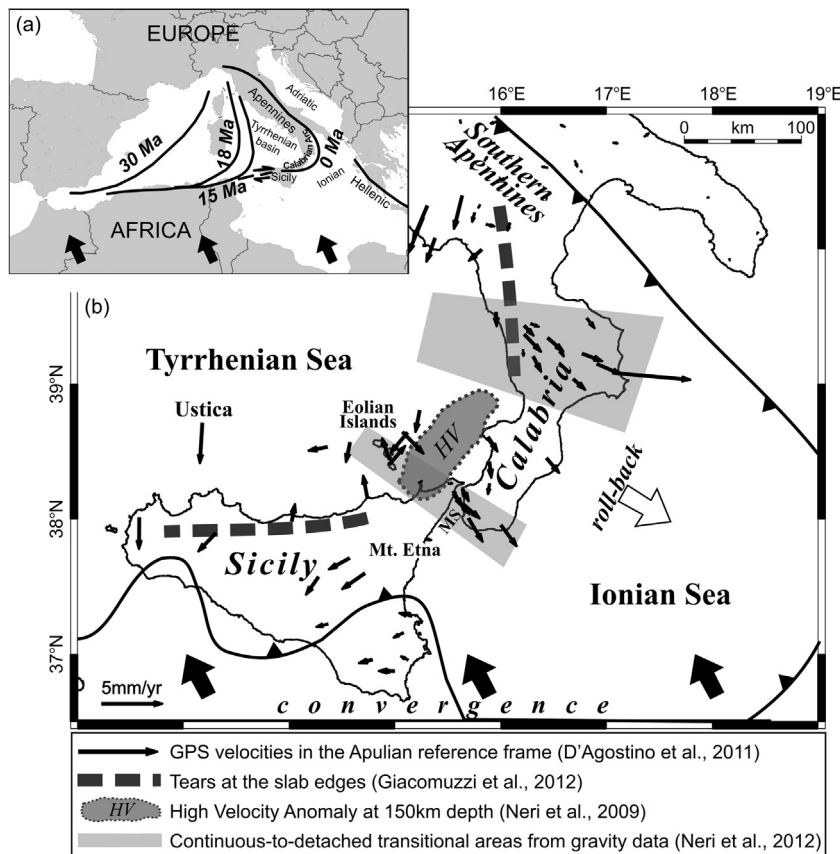 (a)
EUROPE
Adriatic
Apennines
Tyrrhenian
basin
Calabrian Arc
30 Ma
18 Ma
15 Ma
0 Ma
Sicily
Ionian
Hellenic
AFRICA
16°E
17°E
18°E
19°E
0 km 100
Southern
Apennines
(b)
Tyrrhenian Sea
39°N
Ustica
Eolian
Islands
HV
Calabria
roll-back
38°N
MS
Mt. Etna
Sicily
Ionian Sea
37°N
5mm/yr
convergence
GPS velocities in the Apulian reference frame (D'Agostino et al., 2011)
Tears at the slab edges (Giacomuzzi et al., 2012)
HV High Velocity Anomaly at 150km depth (Neri et al., 2009)
Continuous-to-detached transitional areas from gravity data (Neri et al., 2012)